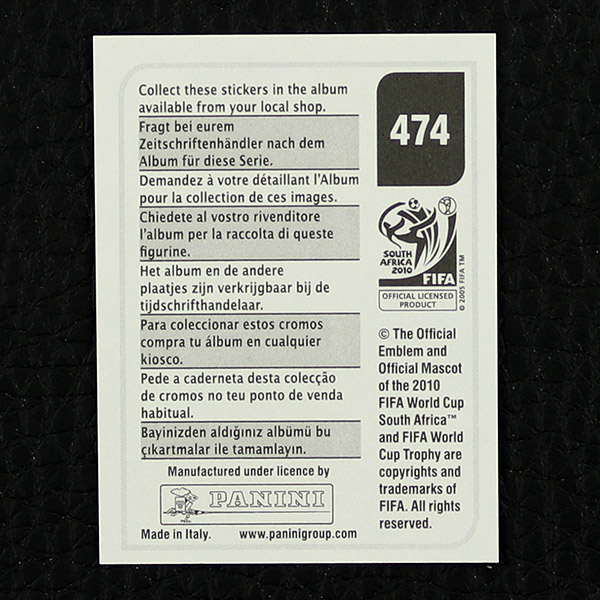 Collect these stickers in the album
available from your local shop.
Fragt bei eurem
Zeitschriftenhändler nach dem
Album für diese Serie.
Demandez à votre détaillant l'Album
pour la collection de ces images.
Chiedete al vostro rivenditore
l'album per la raccolta di queste
figurine.
Het album en de andere
plaatjes zijn verkrijgbaar bij de
tijdschrifthandelaar.
Para coleccionar estos cromos
compra tu álbum en cualquier
kiosco.
Pede a caderneta desta colecção
de cromos no teu ponto de venda
habitual.
Bayinizden aldığınız albümü bu
çıkartmalar ile tamamlayın.
Manufactured under licence by
PANINI
Made in Italy. www.paninigroup.com
474
SOUTH
AFRICA
2010
FIFA
© 2005 FIFA TM
OFFICIAL LICENSED
PRODUCT
© The Official
Emblem and
Official Mascot
of the 2010
FIFA World Cup
South Africa™
and FIFA World
Cup Trophy are
copyrights and
trademarks of
FIFA. All rights
reserved.